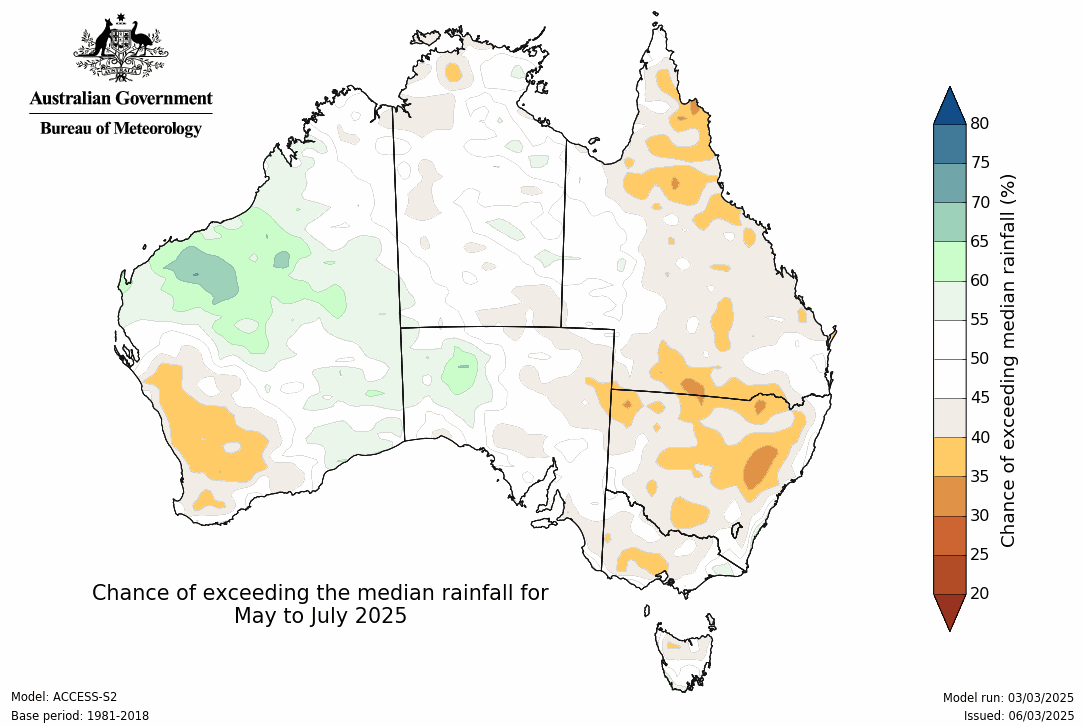 AUSTRALIA
Australian Government
Bureau of Meteorology
80
75
70
65
60
55
50
45
40
35
30
25
20
Chance of exceeding median rainfall (%)
Chance of exceeding the median rainfall for
May to July 2025
Model: ACCESS-S2
Base period: 1981-2018
Model run: 03/03/2025
Issued: 06/03/2025